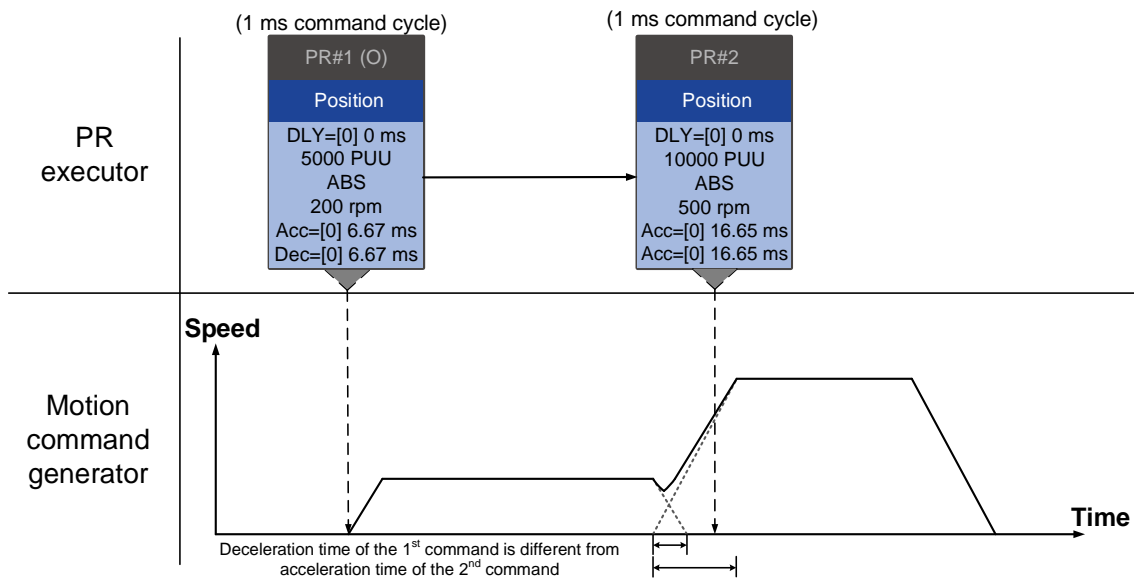 (1 ms command cycle)
PR#1 (O)
Position
DLY=[0] 0 ms
5000 PUU
ABS
200 rpm
Acc=[0] 6.67 ms
Dec=[0] 6.67 ms
(1 ms command cycle)
PR#2
Position
DLY=[0] 0 ms
10000 PUU
ABS
500 rpm
Acc=[0] 16.65 ms
Acc=[0] 16.65 ms
PR
executor
Speed
Motion
command
generator
Time
Deceleration time of the 1st command is different from
acceleration time of the 2nd command